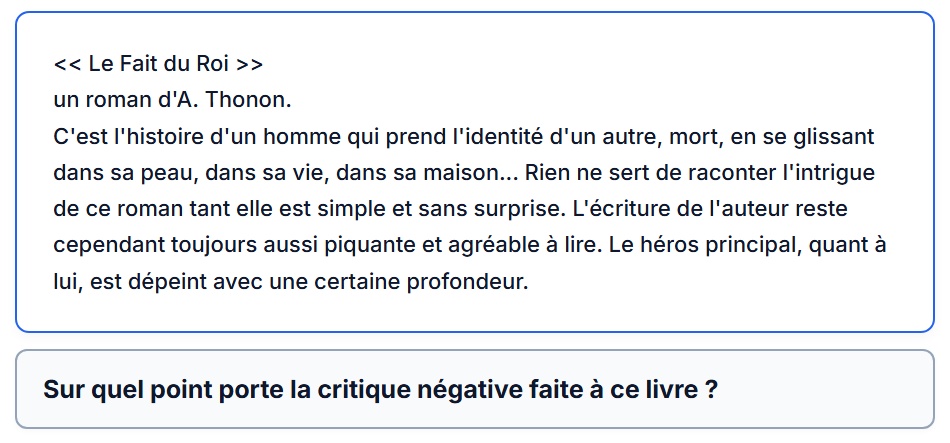 << Le Fait du Roi >>
un roman d'A. Thonon.
C'est l'histoire d'un homme qui prend l'identité d'un autre, mort, en se glissant
dans sa peau, dans sa vie, dans sa maison... Rien ne sert de raconter l'intrigue
de ce roman tant elle est simple et sans surprise. L'écriture de l'auteur reste
cependant toujours aussi piquante et agréable à lire. Le héros principal, quant à
lui, est dépeint avec une certaine profondeur.
Sur quel point porte la critique négative faite à ce livre ?